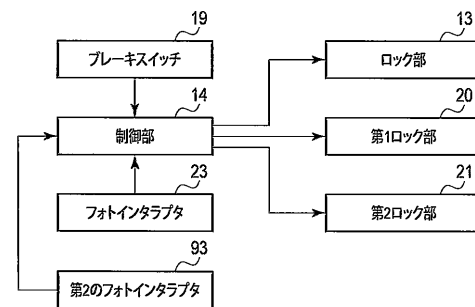 19
ブレーキスイッチ
14
制御部
23
フォトインタラプタ
93
第2のフォトインタラプタ
13
ロック部
20
第1ロック部
21
第2ロック部